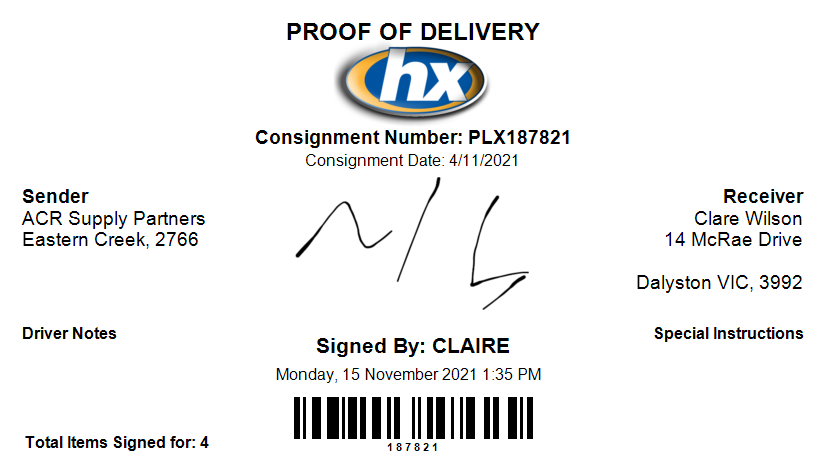 PROOF OF DELIVERY
hx
Consignment Number: PLX187821
Consignment Date: 4/11/2021
Sender
ACR Supply Partners
Eastern Creek, 2766
Receiver
Clare Wilson
14 McRae Drive
Dalyston VIC, 3992
Driver Notes
Special Instructions
Signed By: CLAIRE
Monday, 15 November 2021 1:35 PM
187821
Total Items Signed for: 4